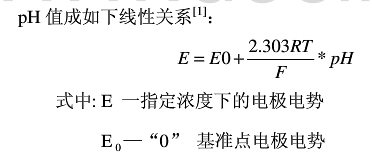 pH 值成如下线性关系[1]:
E = E0+ 2.303RT/F * pH
式中: E 一指定浓度下的电极电势
E0—“0” 基准点电极电势